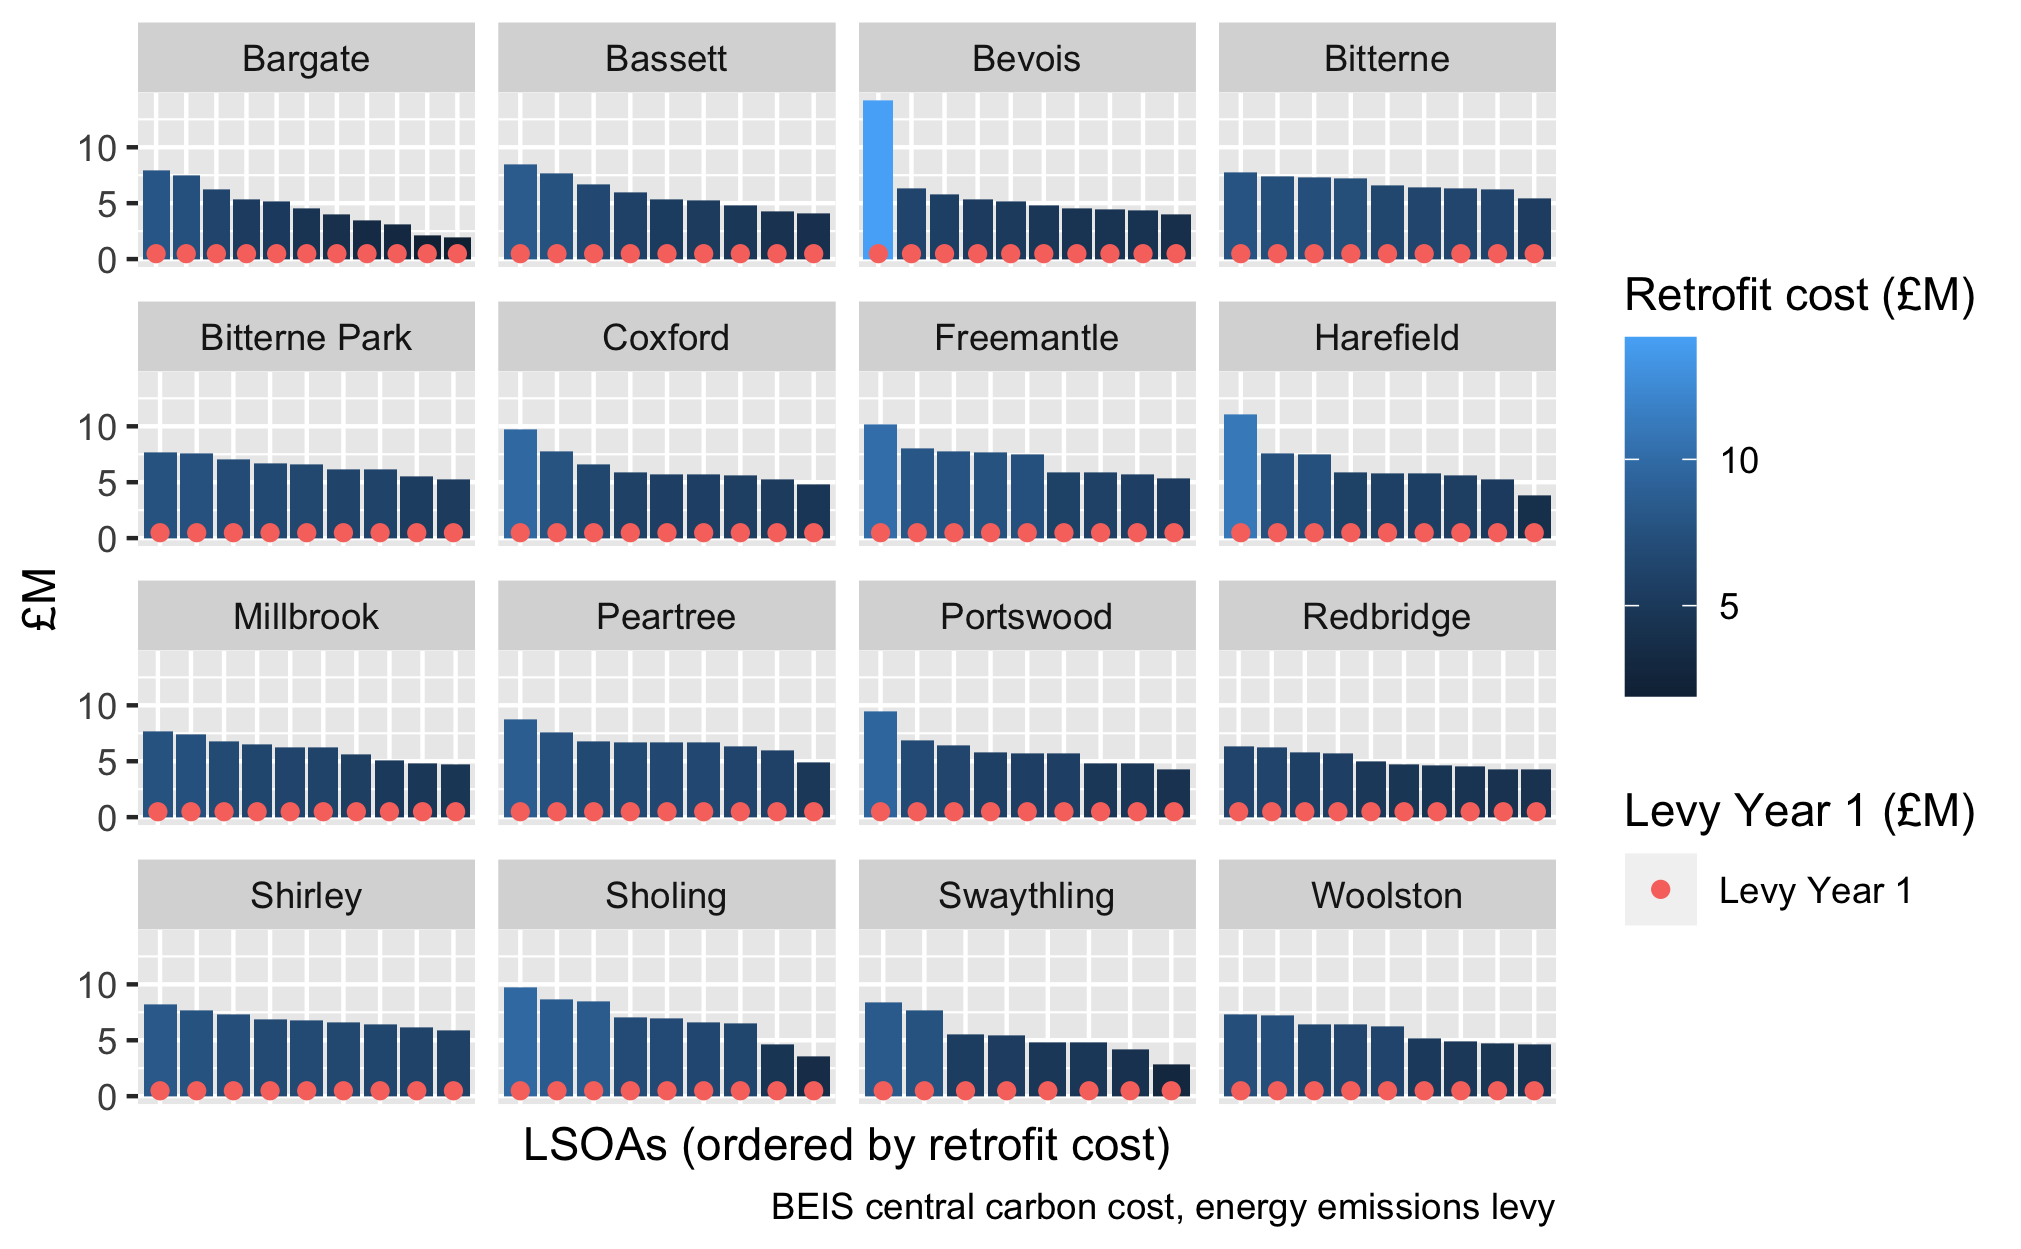 Bargate Bassett Bevois Bitterne
10
5
0
Bitterne Park Coxford Freemantle Harefield
10
5
0
Millbrook Peartree Portswood Redbridge
10
5
0
Shirley Sholing Swaythling Woolston
10
5
0
£M
LSOAs (ordered by retrofit cost)
BEIS central carbon cost, energy emissions levy
Retrofit cost (£M)
10
5
Levy Year 1 (£M)
Levy Year 1